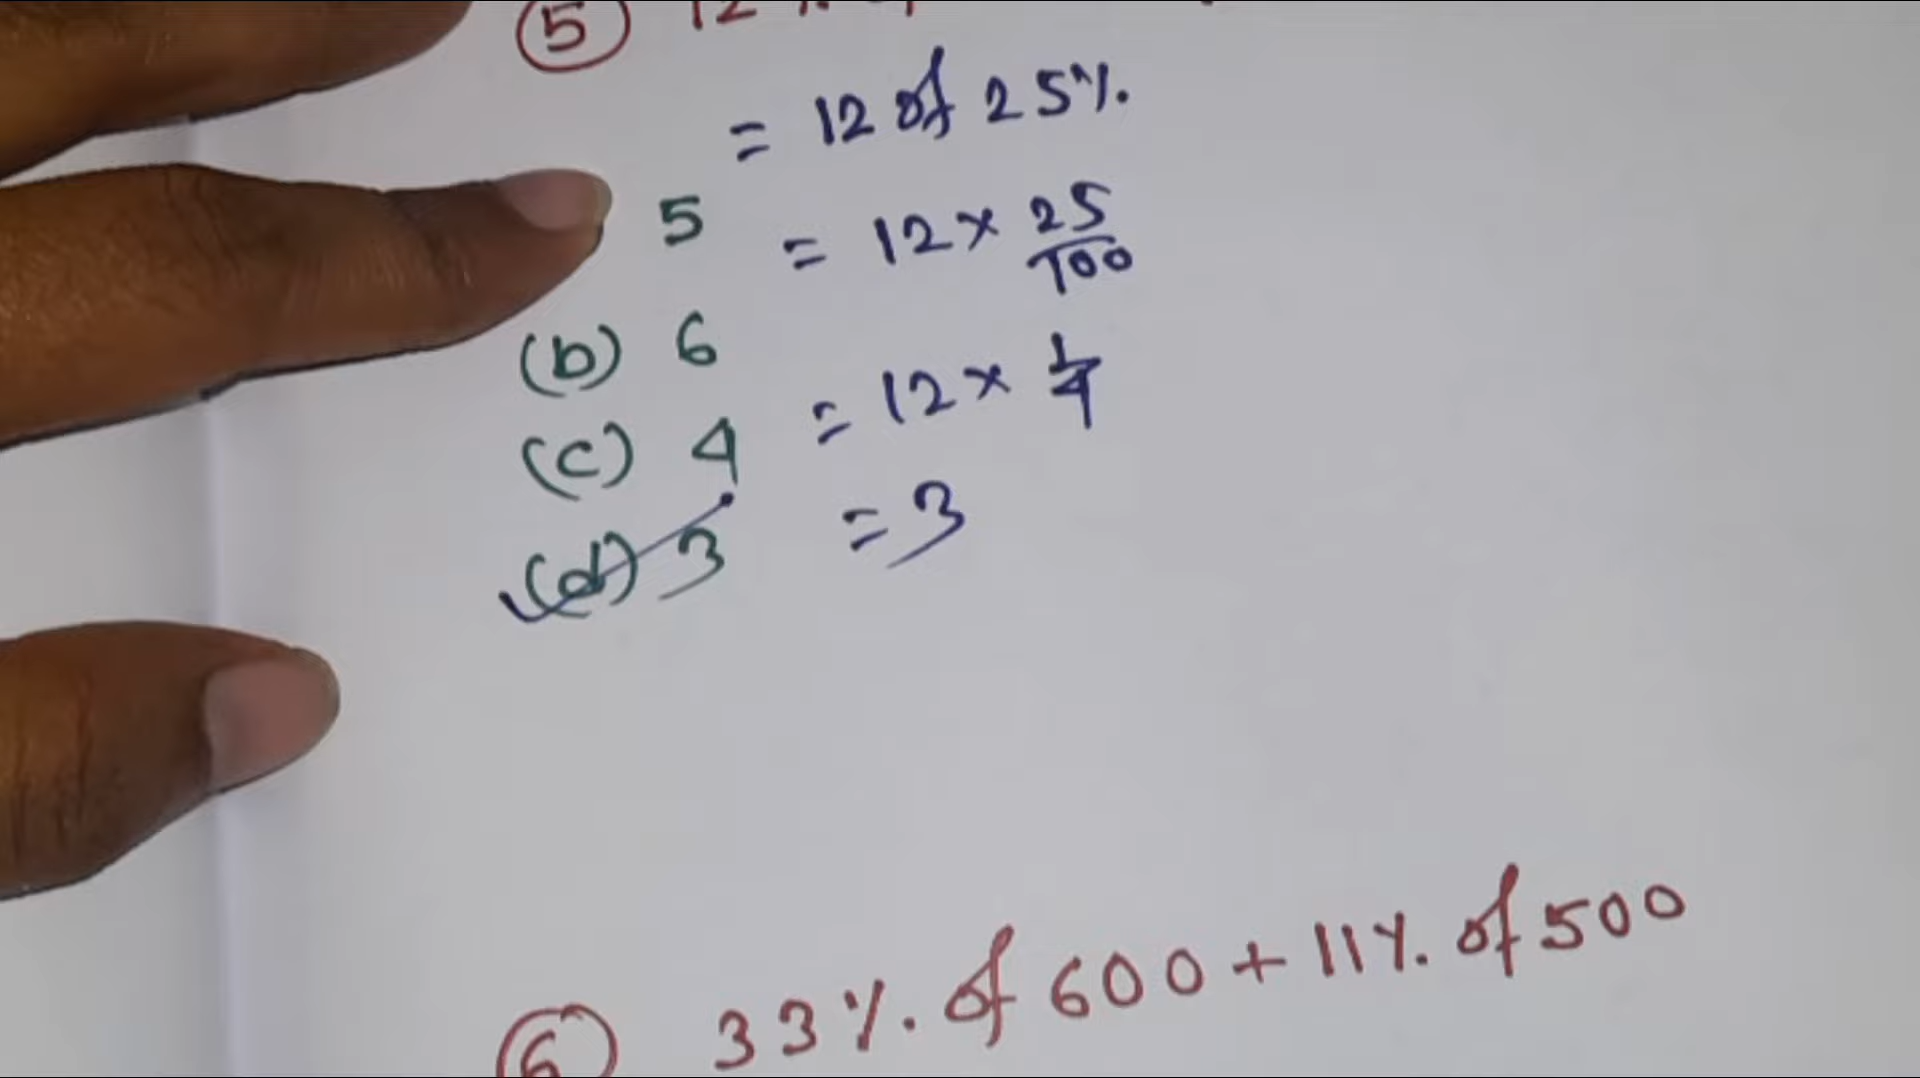 5 12 %
= 12 of 25%
5
= 12 × 25/100
(b) 6
= 12 × 1/4
(c) 4
= 3
(d) 3
6 33% of 600 + 11% of 500